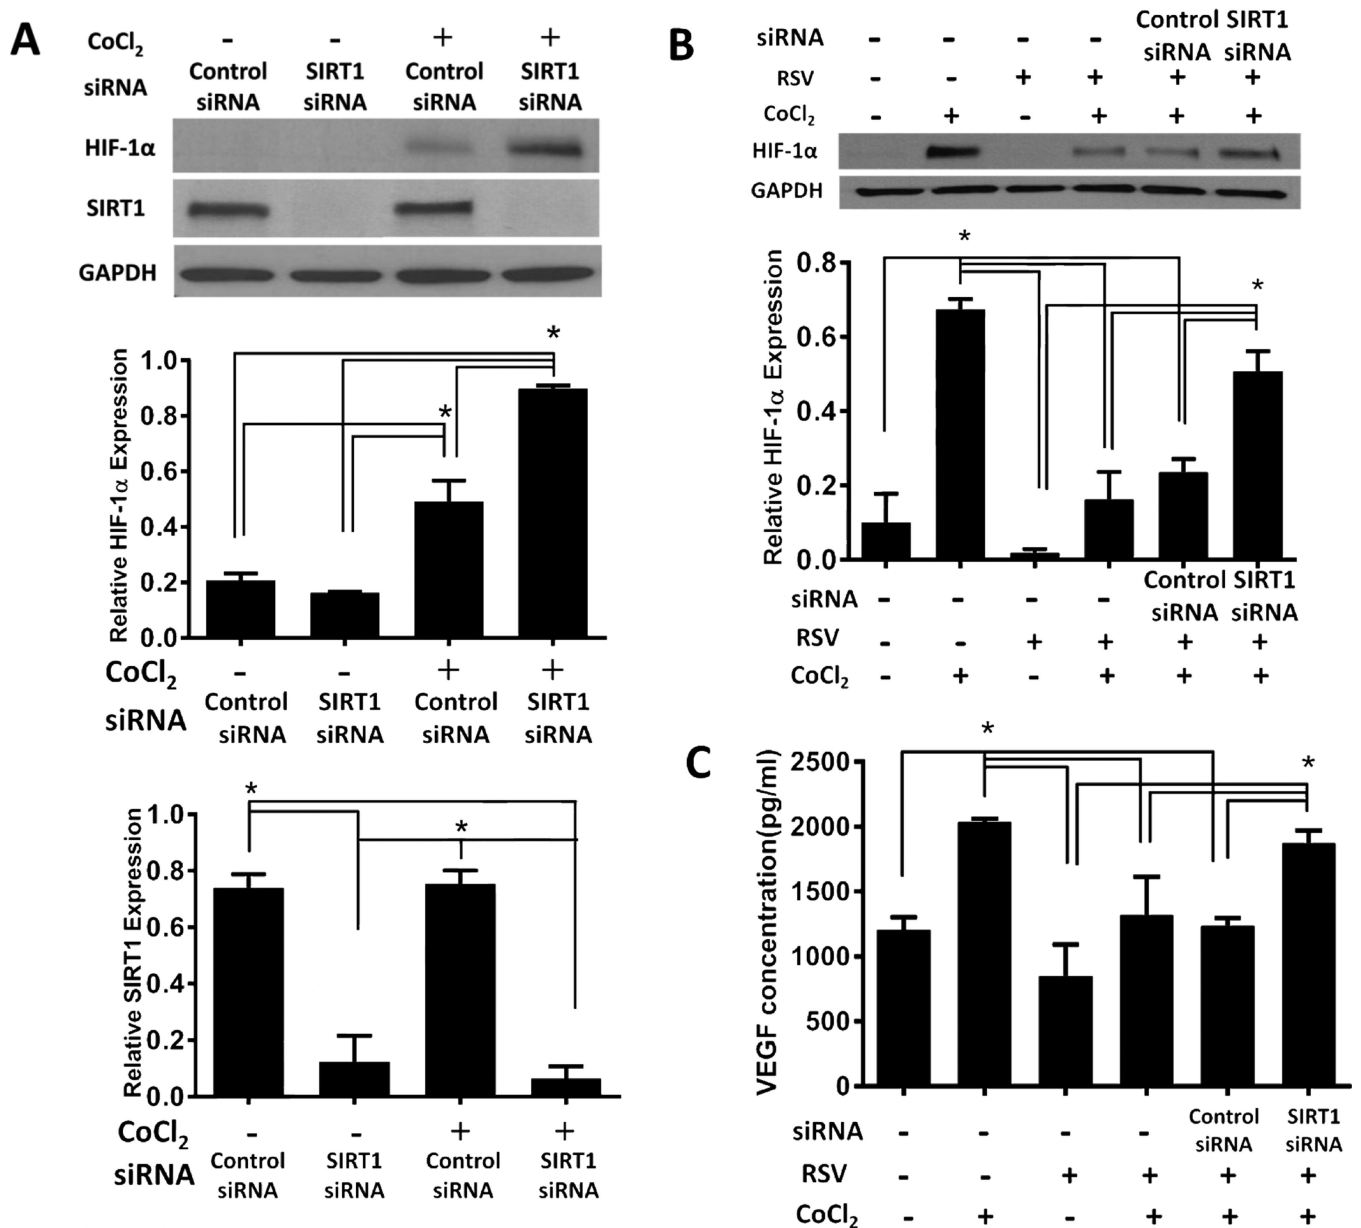 A
CoCl2 - - + +
siRNA Control siRNA SIRT1 siRNA Control siRNA SIRT1 siRNA
HIF-1α
SIRT1
GAPDH
Relative HIF-1α Expression
1.0
0.8
0.6
0.4
0.2
0.0
* *
CoCl2 - - + +
siRNA Control siRNA SIRT1 siRNA Control siRNA SIRT1 siRNA
Relative SIRT1 Expression
1.0
0.8
0.6
0.4
0.2
0.0
* *
CoCl2 - - + +
siRNA Control siRNA SIRT1 siRNA Control siRNA SIRT1 siRNA
B
siRNA - - - - Control siRNA SIRT1 siRNA
RSV - - + + + +
CoCl2 - + - + + +
HIF-1α
GAPDH
Relative HIF-1α Expression
0.8
0.6
0.4
0.2
0.0
* *
siRNA - - - - Control siRNA SIRT1 siRNA
RSV - - + + + +
CoCl2 - + - + + +
C
VEGF concentration(pg/ml)
2500
2000
1500
1000
500
0
* *
siRNA - - - - Control siRNA SIRT1 siRNA
RSV - - + + + +
CoCl2 - + - + + +